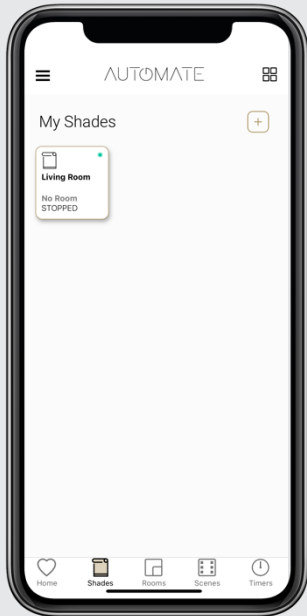 AUTOMATE
My Shades
Living Room
No Room
STOPPED
Home
Shades
Rooms
Scenes
Timers